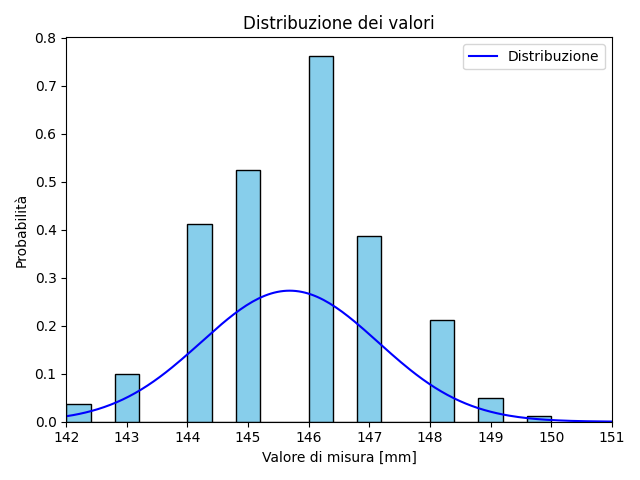 Distribuzione dei valori
Distribuzione
0.8
0.7
0.6
0.5
0.4
0.3
0.2
0.1
0.0
Probabilità
142 143 144 145 146 147 148 149 150 151
Valore di misura [mm]